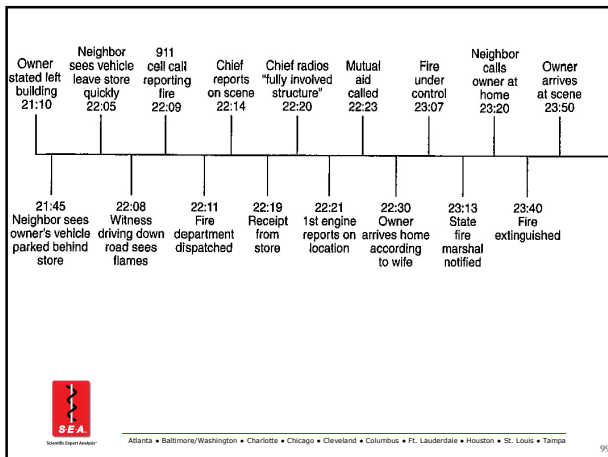 Owner
stated left
building
21:10
Neighbor
sees vehicle
leave store
quickly
22:05
911
cell call
reporting
fire
22:09
Chief
reports
on scene
22:14
Chief radios
"fully involved
structure"
22:20
Mutual
aid
called
22:23
Fire
under
control
23:07
Neighbor
calls
owner at
home
23:20
Owner
arrives
at scene
23:50
21:45
Neighbor sees
owner's vehicle
parked behind
store
22:08
Witness
driving down
road sees
flames
22:11
Fire
department
dispatched
22:19
Receipt
from
store
22:21
1st engine
reports on
location
22:30
Owner
arrives home
according
to wife
23:13
State
fire
marshal
notified
23:40
Fire
extinguished
S·E·A
Scientific Expert Analysis™
Atlanta • Baltimore/Washington • Charlotte • Chicago • Cleveland • Columbus • Ft. Lauderdale • Houston • St. Louis • Tampa
99